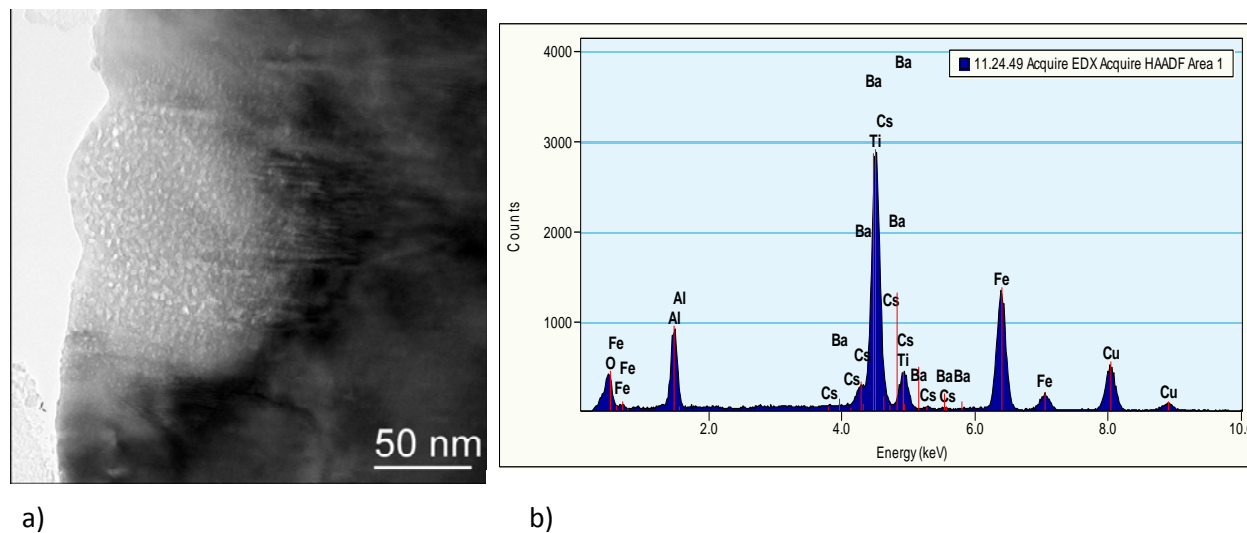 50 nm
11.24.49 Acquire EDX Acquire HAADF Area 1
4000
3000
2000
1000
Counts
Ba
Ba
Cs
Ti
Ba
Ba
Al
Al
Fe
Cs
Fe
O
Fe
Fe
Ba
Cs
Cs
Cs
Cs
Ti
Ba
Cs
Ba
Ba
Cs
Fe
Cu
Cu
2.0
4.0
6.0
8.0
10.
Energy (keV)
a)
b)